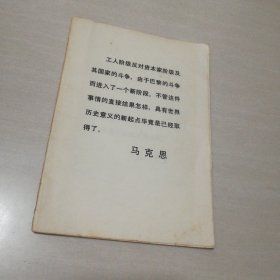 工人阶级反对资本家阶级及
其国家的斗争,由于巴黎的斗争
而进入了一个新阶段,不管这件
事情的直接结果怎样,具有世界
历史意义的新起点毕竟是已经取
得了。
马克思